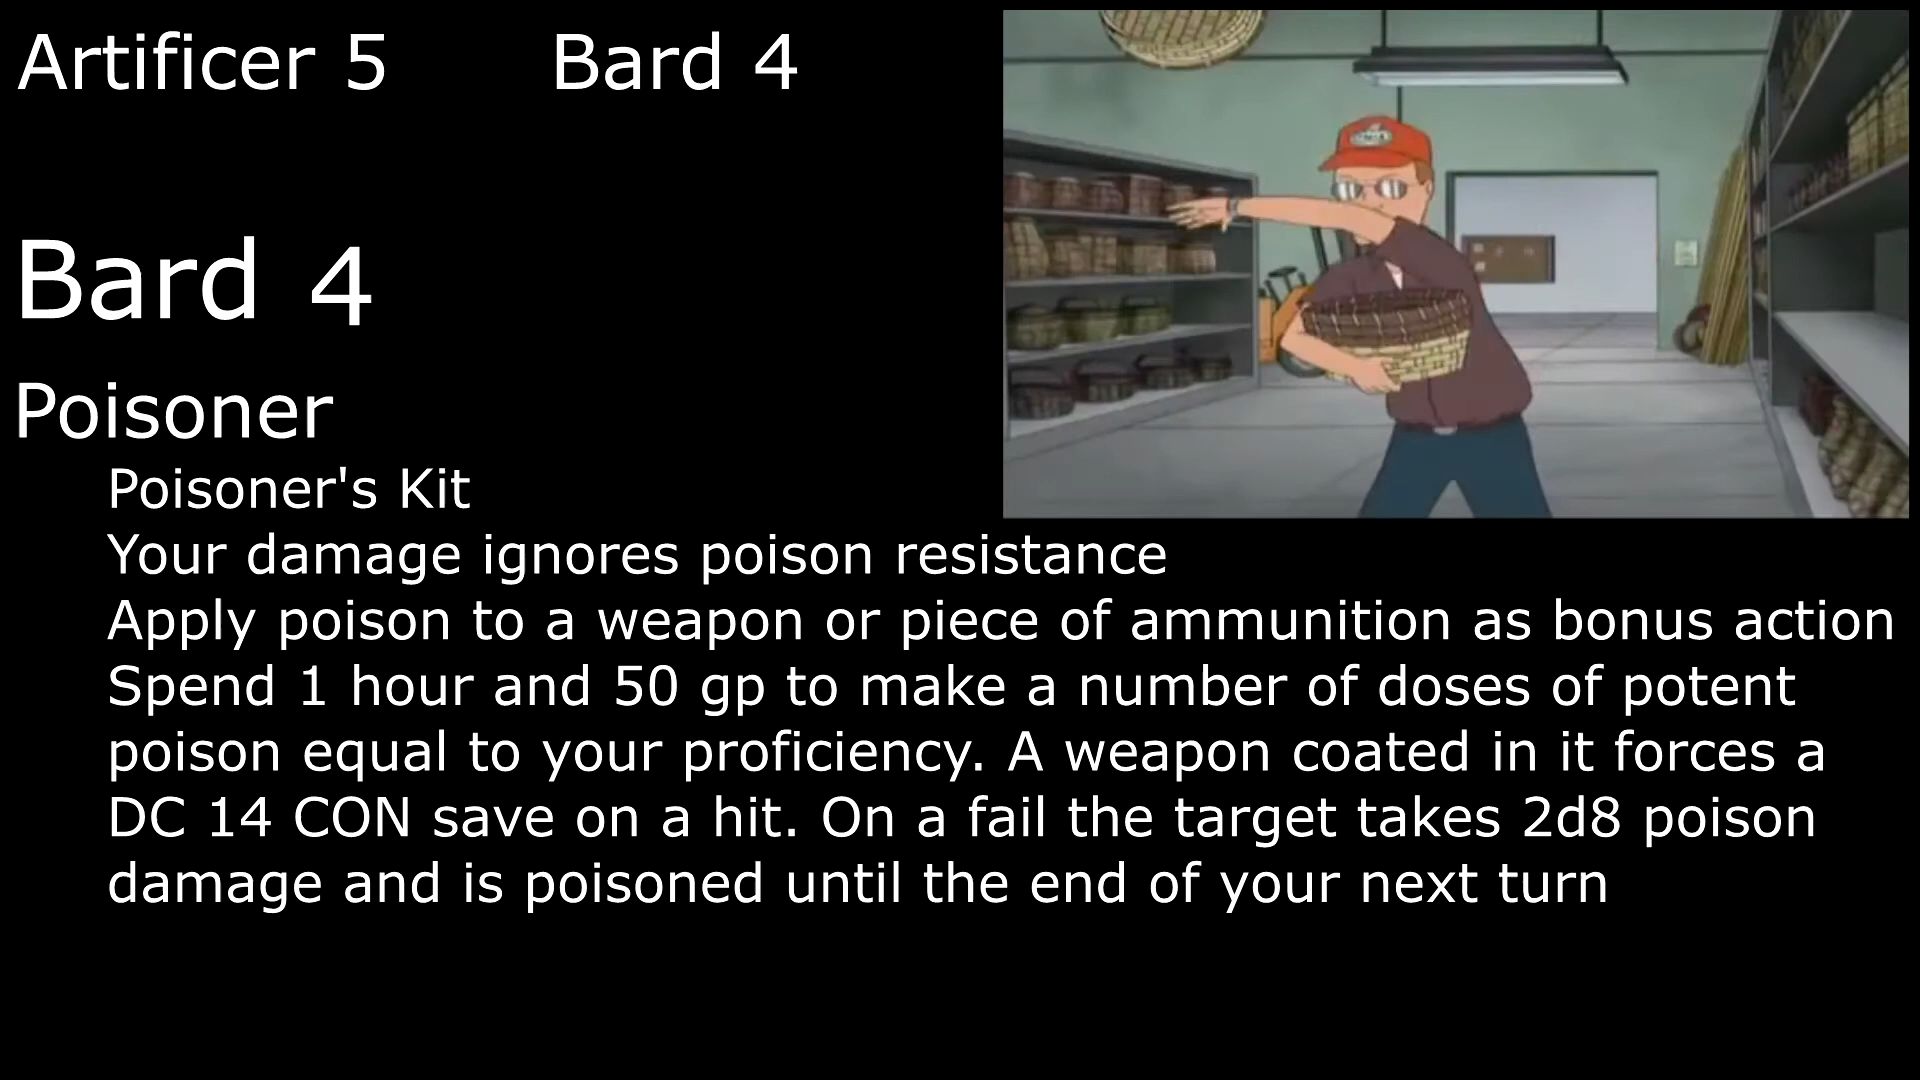 Artificer 5 Bard 4
Bard 4
Poisoner
Poisoner's Kit
Your damage ignores poison resistance
Apply poison to a weapon or piece of ammunition as bonus action
Spend 1 hour and 50 gp to make a number of doses of potent
poison equal to your proficiency. A weapon coated in it forces a
DC 14 CON save on a hit. On a fail the target takes 2d8 poison
damage and is poisoned until the end of your next turn